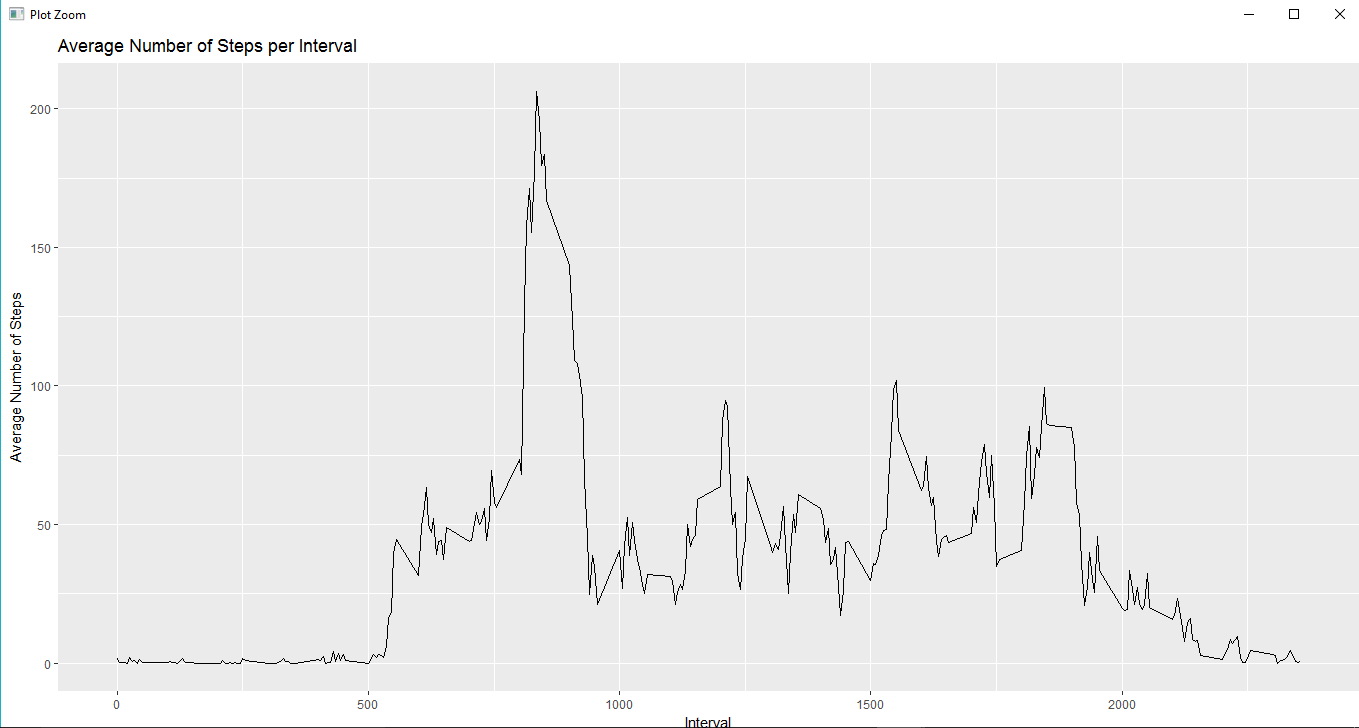 Plot Zoom
Average Number of Steps per Interval
Average Number of Steps
200
150
100
50
0
0 500 1000 1500 2000
Interval